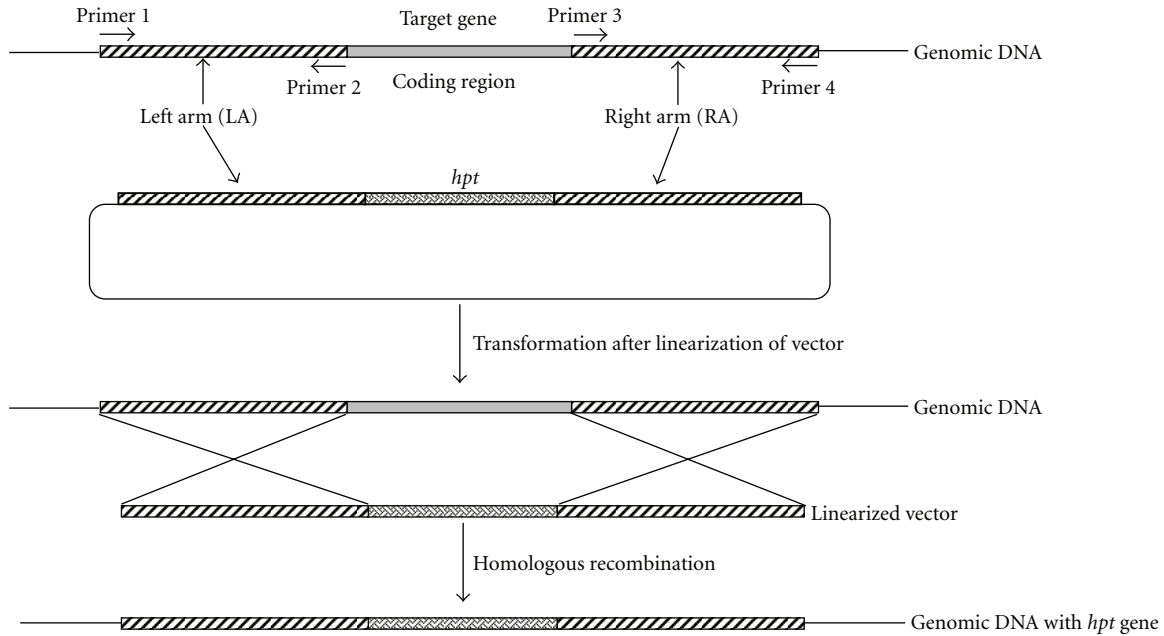 Primer 1
Target gene
Primer 3
Genomic DNA
Primer 2
Coding region
Primer 4
Left arm (LA)
Right arm (RA)
hpt
Transformation after linearization of vector
Genomic DNA
Linearized vector
Homologous recombination
Genomic DNA with hpt gene